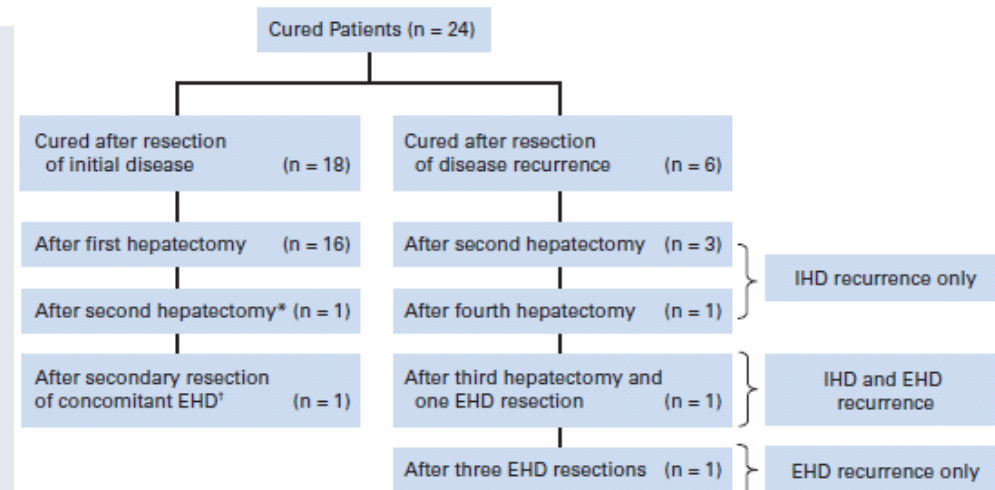 Cured Patients (n = 24)
Cured after resection
of initial disease (n = 18)
Cured after resection
of disease recurrence (n = 6)
After first hepatectomy (n = 16)
After second hepatectomy (n = 3)
IHD recurrence only
After second hepatectomy* (n = 1)
After fourth hepatectomy (n = 1)
After secondary resection
of concomitant EHD† (n = 1)
After third hepatectomy and
one EHD resection (n = 1)
IHD and EHD
recurrence
After three EHD resections (n = 1)
EHD recurrence only